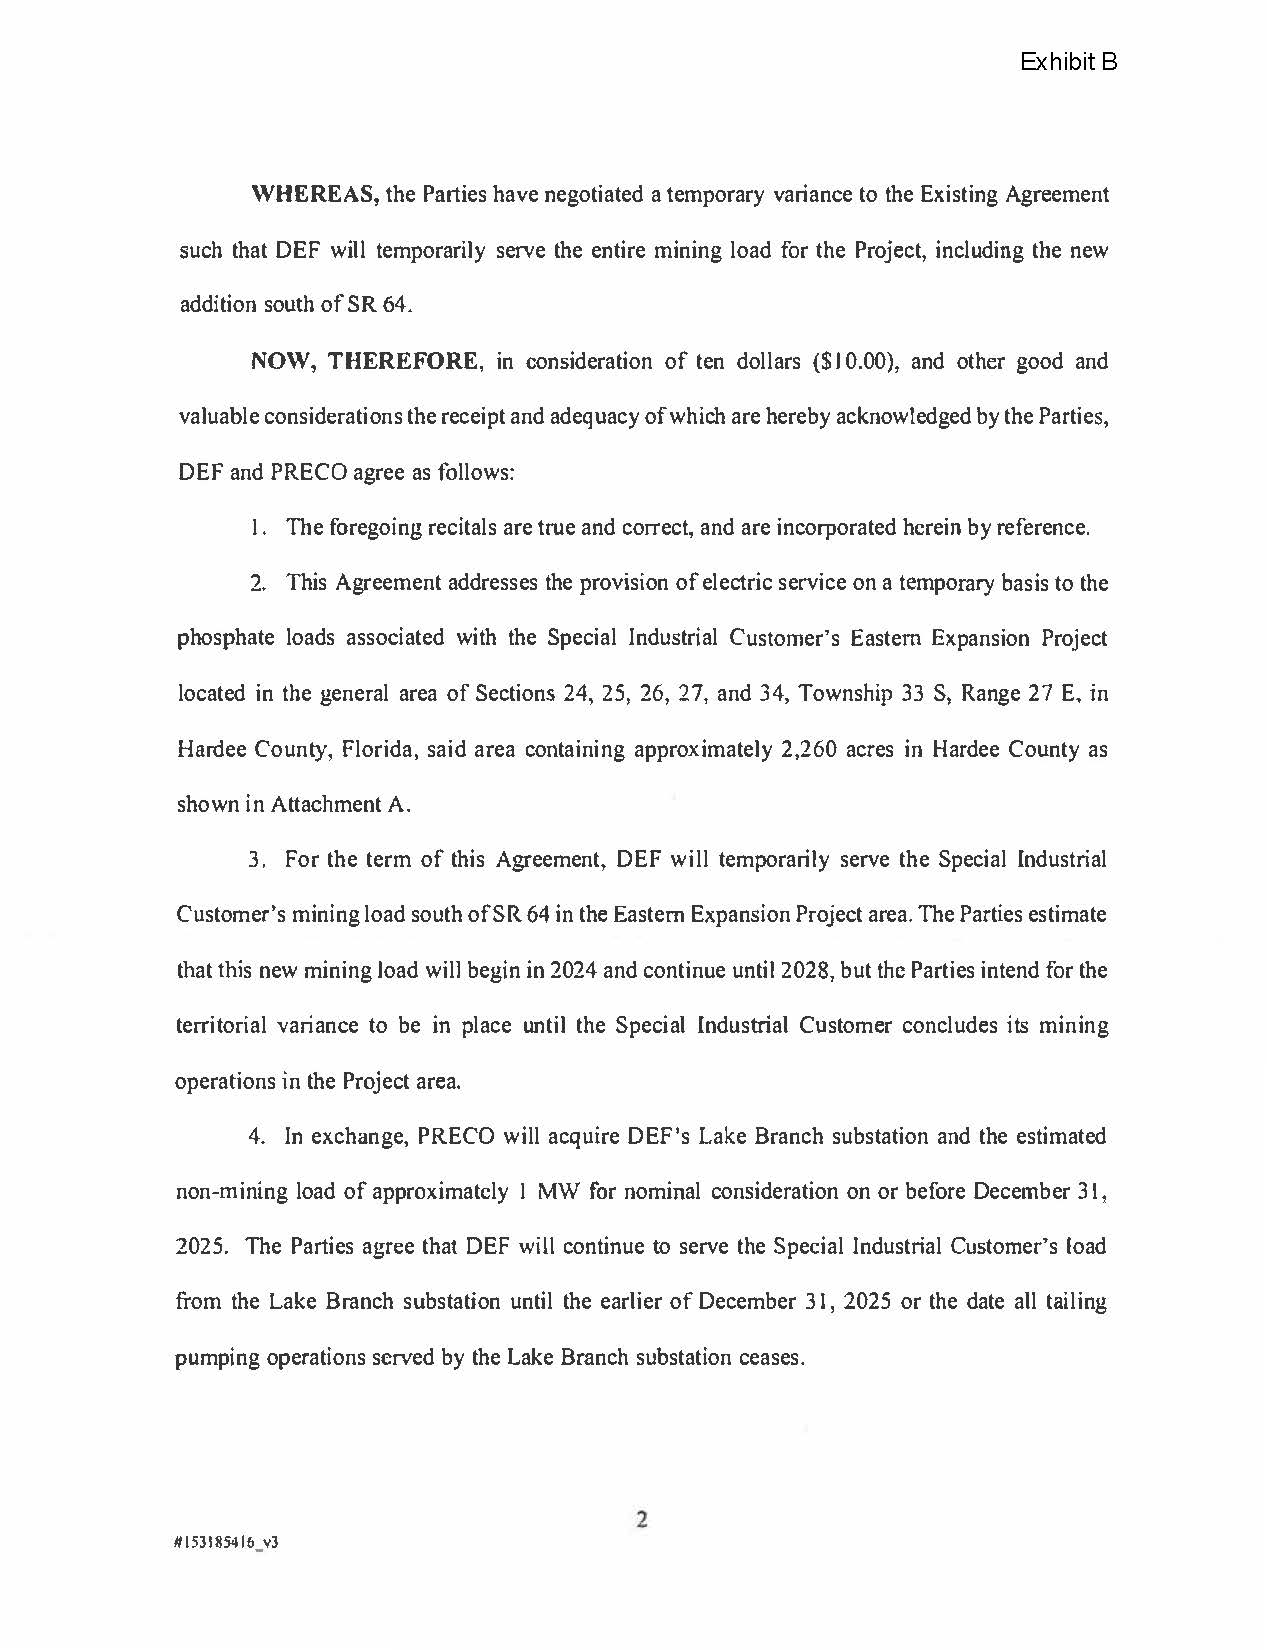 Exhibit B
WHEREAS, the Parties have negotiated a temporary variance to the Existing Agreement
such that DEF will temporarily serve the entire mining load for the Project, including the new
addition south of SR 64.
NOW, THEREFORE, in consideration of ten dollars ($10.00), and other good and
valuable considerations the receipt and adequacy of which are hereby acknowledged by the Parties,
DEF and PRECO agree as follows:
1. The foregoing recitals are true and correct, and are incorporated herein by reference.
2. This Agreement addresses the provision of electric service on a temporary basis to the
phosphate loads associated with the Special Industrial Customer's Eastern Expansion Project
located in the general area of Sections 24, 25, 26, 27, and 34, Township 33 S, Range 27 E, in
Hardee County, Florida, said area containing approximately 2,260 acres in Hardee County as
shown in Attachment A.
3. For the term of this Agreement, DEF will temporarily serve the Special Industrial
Customer's mining load south of SR 64 in the Eastern Expansion Project area. The Parties estimate
that this new mining load will begin in 2024 and continue until 2028, but the Parties intend for the
territorial variance to be in place until the Special Industrial Customer concludes its mining
operations in the Project area.
4. In exchange, PRECO will acquire DEF's Lake Branch substation and the estimated
non-mining load of approximately 1 MW for nominal consideration on or before December 31,
2025. The Parties agree that DEF will continue to serve the Special Industrial Customer's load
from the Lake Branch substation until the earlier of December 31, 2025 or the date all tailing
pumping operations served by the Lake Branch substation ceases.
2
#153185416_v3